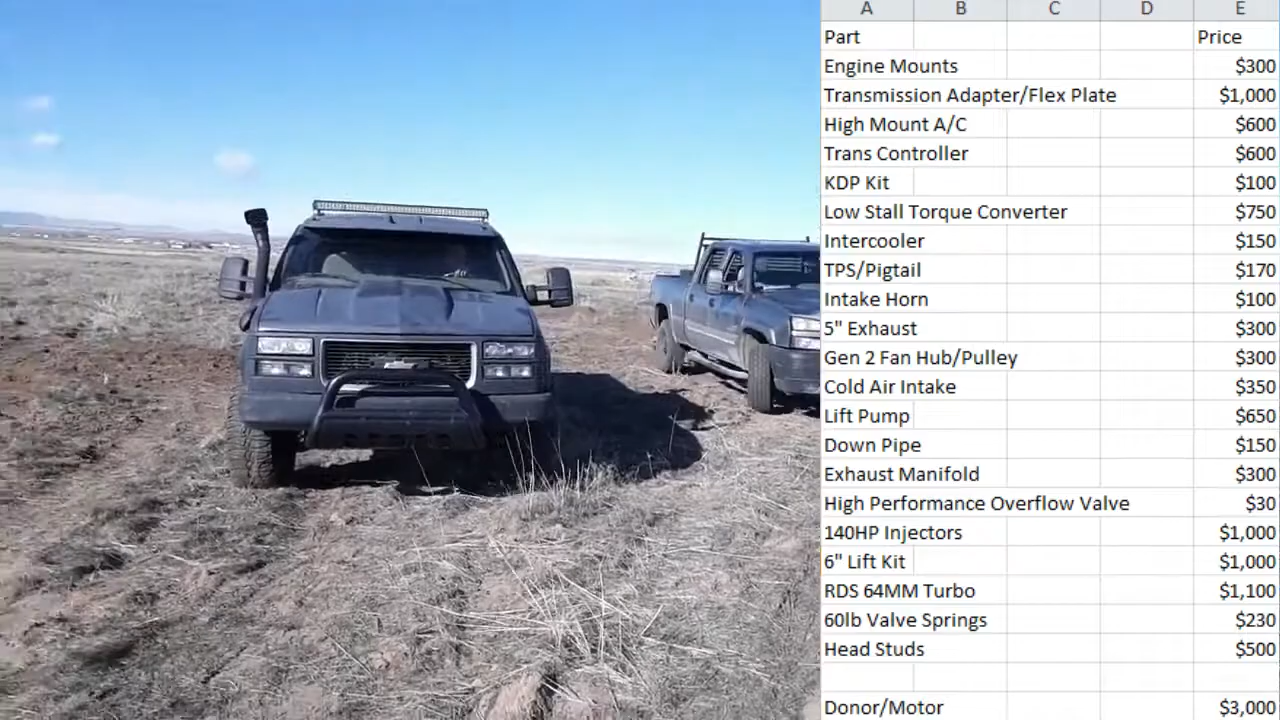 A B C D E
Part Price
Engine Mounts $300
Transmission Adapter/Flex Plate $1,000
High Mount A/C $600
Trans Controller $600
KDP Kit $100
Low Stall Torque Converter $750
Intercooler $150
TPS/Pigtail $170
Intake Horn $100
5" Exhaust $300
Gen 2 Fan Hub/Pulley $300
Cold Air Intake $350
Lift Pump $650
Down Pipe $150
Exhaust Manifold $300
High Performance Overflow Valve $30
140HP Injectors $1,000
6" Lift Kit $1,000
RDS 64MM Turbo $1,100
60lb Valve Springs $230
Head Studs $500
Donor/Motor $3,000